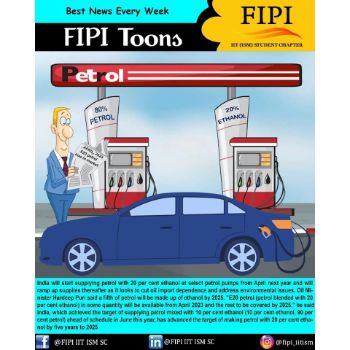 Best News Every Week
FIPI
FIPI Toons
IIT (ISM) STUDENT CHAPTER
Petrol
80% PETROL
20% ETHANOL
India will start supplying petrol with 20 per cent ethanol at select petrol pumps from April next year and will
ramp up supplies thereafter as it looks to cut oil import dependence and address environmental issues. Oil Mi-
nister Hardeep Puri said a fifth of petrol will be made up of ethanol by 2025. "E20 petrol (petrol blended with 20
per cent ethanol) in some quantity will be available from April 2023 and the rest to be covered by 2025," he said
India, which achieved the target of supplying petrol mixed with 10 per cent ethanol (10 per cent ethanol, 90 per
cent petrol) ahead of schedule in June this year, has advanced the target of making petrol with 20 per cent etha-
nol by five years to 2025
@FIPI IIT ISM SC
@FIPI IIT ISM SC
@fipi_iitism